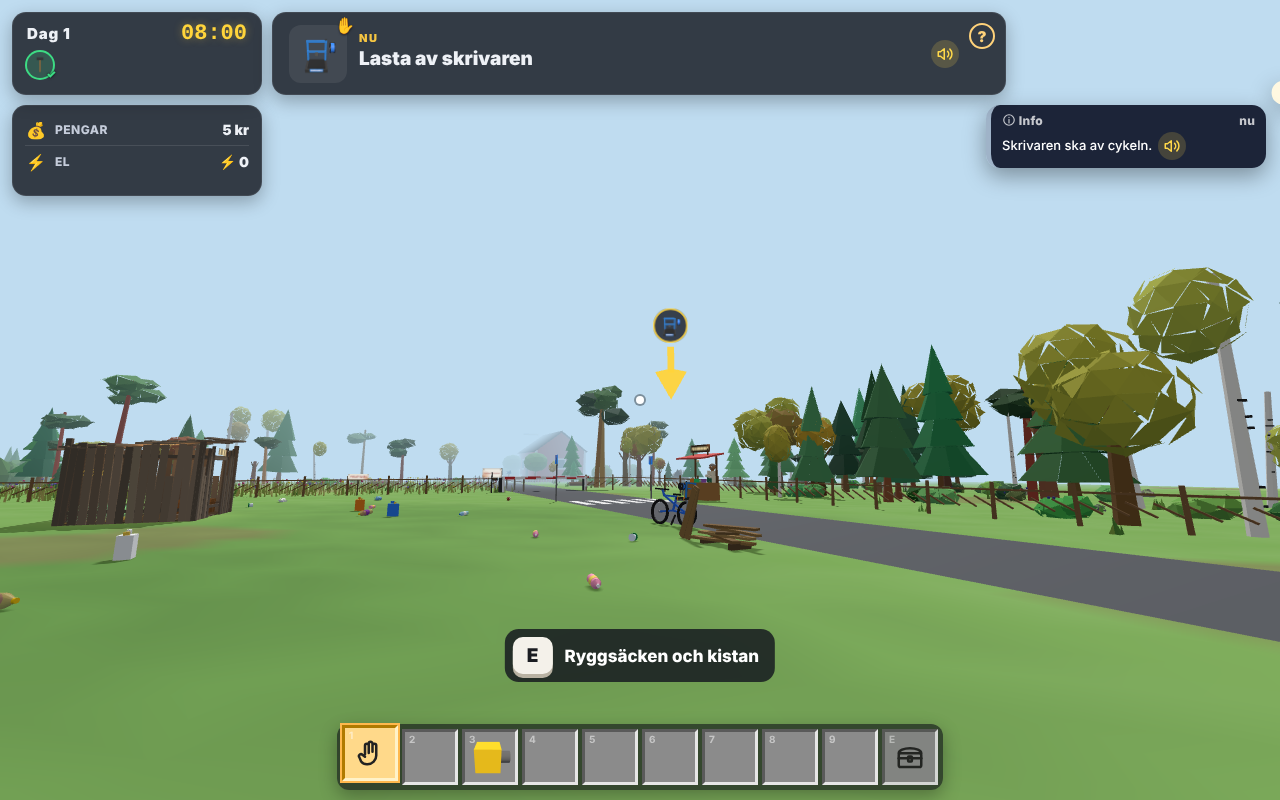 Dag 1
08:00
NU
Lasta av skrivaren
?
PENGAR
5 kr
EL
0
Info
nu
Skrivaren ska av cykeln.
E
Ryggsäcken och kistan
1
2
3
4
5
6
7
8
9
E